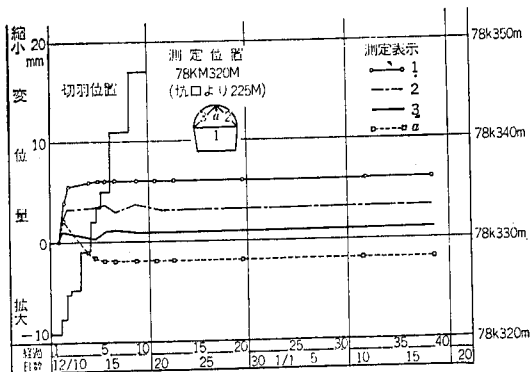 縮小
mm
変
位
量
拡大
20
10
0
-10
測定位置
78KM320M
(坑口より225M)
切羽位置
3 a 2
1
測定表示
1
2
3
a
78k350m
78k340m
78k330m
78k320m
経過 5 10 15 20 25 30 35 40
日数 12/10 15 20 25 30 1/1 5 10 15 20 22